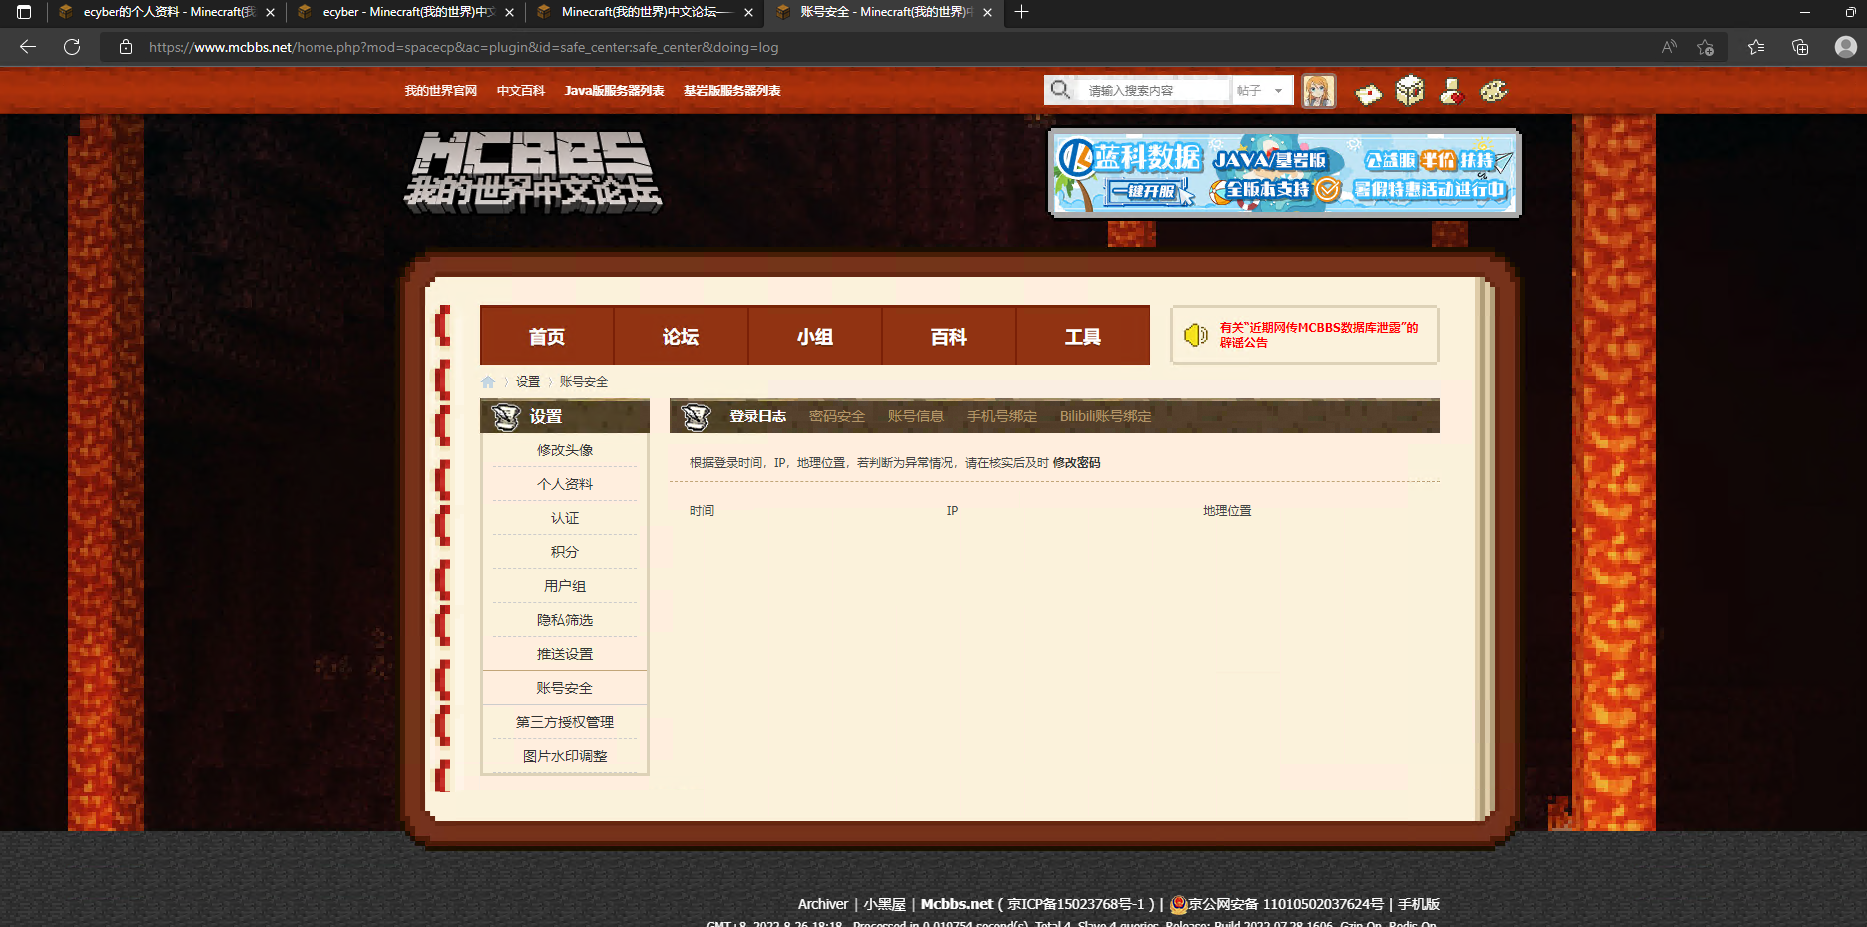 ecyber的个人资料 - Minecraft(我
ecyber - Minecraft(我的世界)中文
Minecraft(我的世界)中文论坛—
账号安全 - Minecraft(我的世界)中
https://www.mcbbs.net/home.php?mod=spacecp&ac=plugin&id=safe_center:safe_center&doing=log
我的世界官网 中文百科 Java版服务器列表 基岩版服务器列表
请输入搜索内容 帖子
MCBBS
我的世界中文论坛
蓝科数据 JAVA/基岩版 公益服 半价 扶持
一键开服 全版本支持 暑假特惠活动进行中
首页 论坛 小组 百科 工具
有关“近期网传MCBBS数据库泄露”的
辟谣公告
设置 账号安全
设置
修改头像
个人资料
认证
积分
用户组
隐私筛选
推送设置
账号安全
第三方授权管理
图片水印调整
登录日志 密码安全 账号信息 手机号绑定 Bilibili账号绑定
根据登录时间，IP，地理位置，若判断为异常情况，请在核实后及时 修改密码
时间 IP 地理位置
Archiver | 小黑屋 | Mcbbs.net ( 京ICP备15023768号-1 ) | 京公网安备 11010502037624号 | 手机版
GMT+8, 2022-8-26 18:18 , Processed in 0.019754 second(s), Total 4, Slave 4 queries, Release: Build.2022.07.28.1606, Gzip On, Redis On.